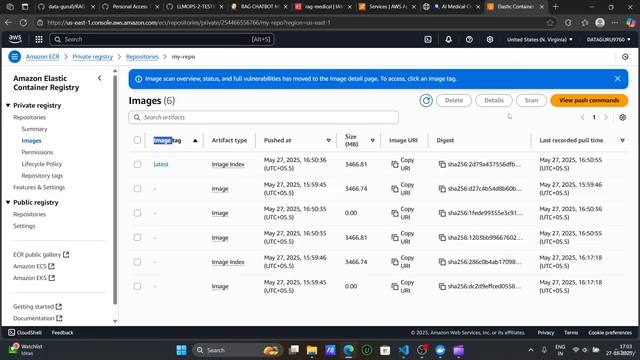 data-guru0/RAG-
Personal Access T
LLMOPS-2-TESTI
RAG CHATBOT M
rag-medical | JA
Services | AWS Ap
AI Medical C
Elastic Container
https://us-east-1.console.aws.amazon.com/ecr/repositories/private/254466556766/my-repo?region=us-east-1
aws
Search
[Alt+S]
United States (N. Virginia)
DATAGURU9760
Amazon ECR > Private registry > Repositories > my-repo
Amazon Elastic Container Registry
Private registry
Repositories
Summary
Images
Permissions
Lifecycle Policy
Repository tags
Features & Settings
Public registry
Repositories
Settings
ECR public gallery
Amazon ECS
Amazon EKS
Getting started
Documentation
Image scan overview, status, and full vulnerabilities has moved to the Image detail page. To access, click an image tag.
Images (6)
Delete
Details
Scan
View push commands
Search artifacts
1
Image tag Artifact type Pushed at Size (MB) Image URI Digest Last recorded pull time
latest Image Index May 27, 2025, 16:50:36 (UTC+05.5) 3466.81 Copy URI sha256:2d79a437556dfb... May 27, 2025, 16:50:55 (UTC+05.5)
- Image May 27, 2025, 15:59:45 (UTC+05.5) 3466.74 Copy URI sha256:d27c4b54d8b60b... May 27, 2025, 15:59:46 (UTC+05.5)
- Image May 27, 2025, 16:50:35 (UTC+05.5) 0.00 Copy URI sha256:1fede99355e3c91... May 27, 2025, 16:50:36 (UTC+05.5)
- Image May 27, 2025, 16:50:35 (UTC+05.5) 3466.81 Copy URI sha256:1203bb99667602... May 27, 2025, 16:50:55 (UTC+05.5)
- Image Index May 27, 2025, 15:59:46 (UTC+05.5) 3466.74 Copy URI sha256:286c0b4ab17098... May 27, 2025, 16:17:18 (UTC+05.5)
- Image May 27, 2025, 15:59:45 (UTC+05.5) 0.00 Copy URI sha256:dc2d9effced0558... May 27, 2025, 16:17:18 (UTC+05.5)
CloudShell
Feedback
© 2025, Amazon Web Services, Inc. or its affiliates.
Privacy
Terms
Cookie preferences
Watchlist
Ideas
Search
ENG
IN
17:03
27-05-2025